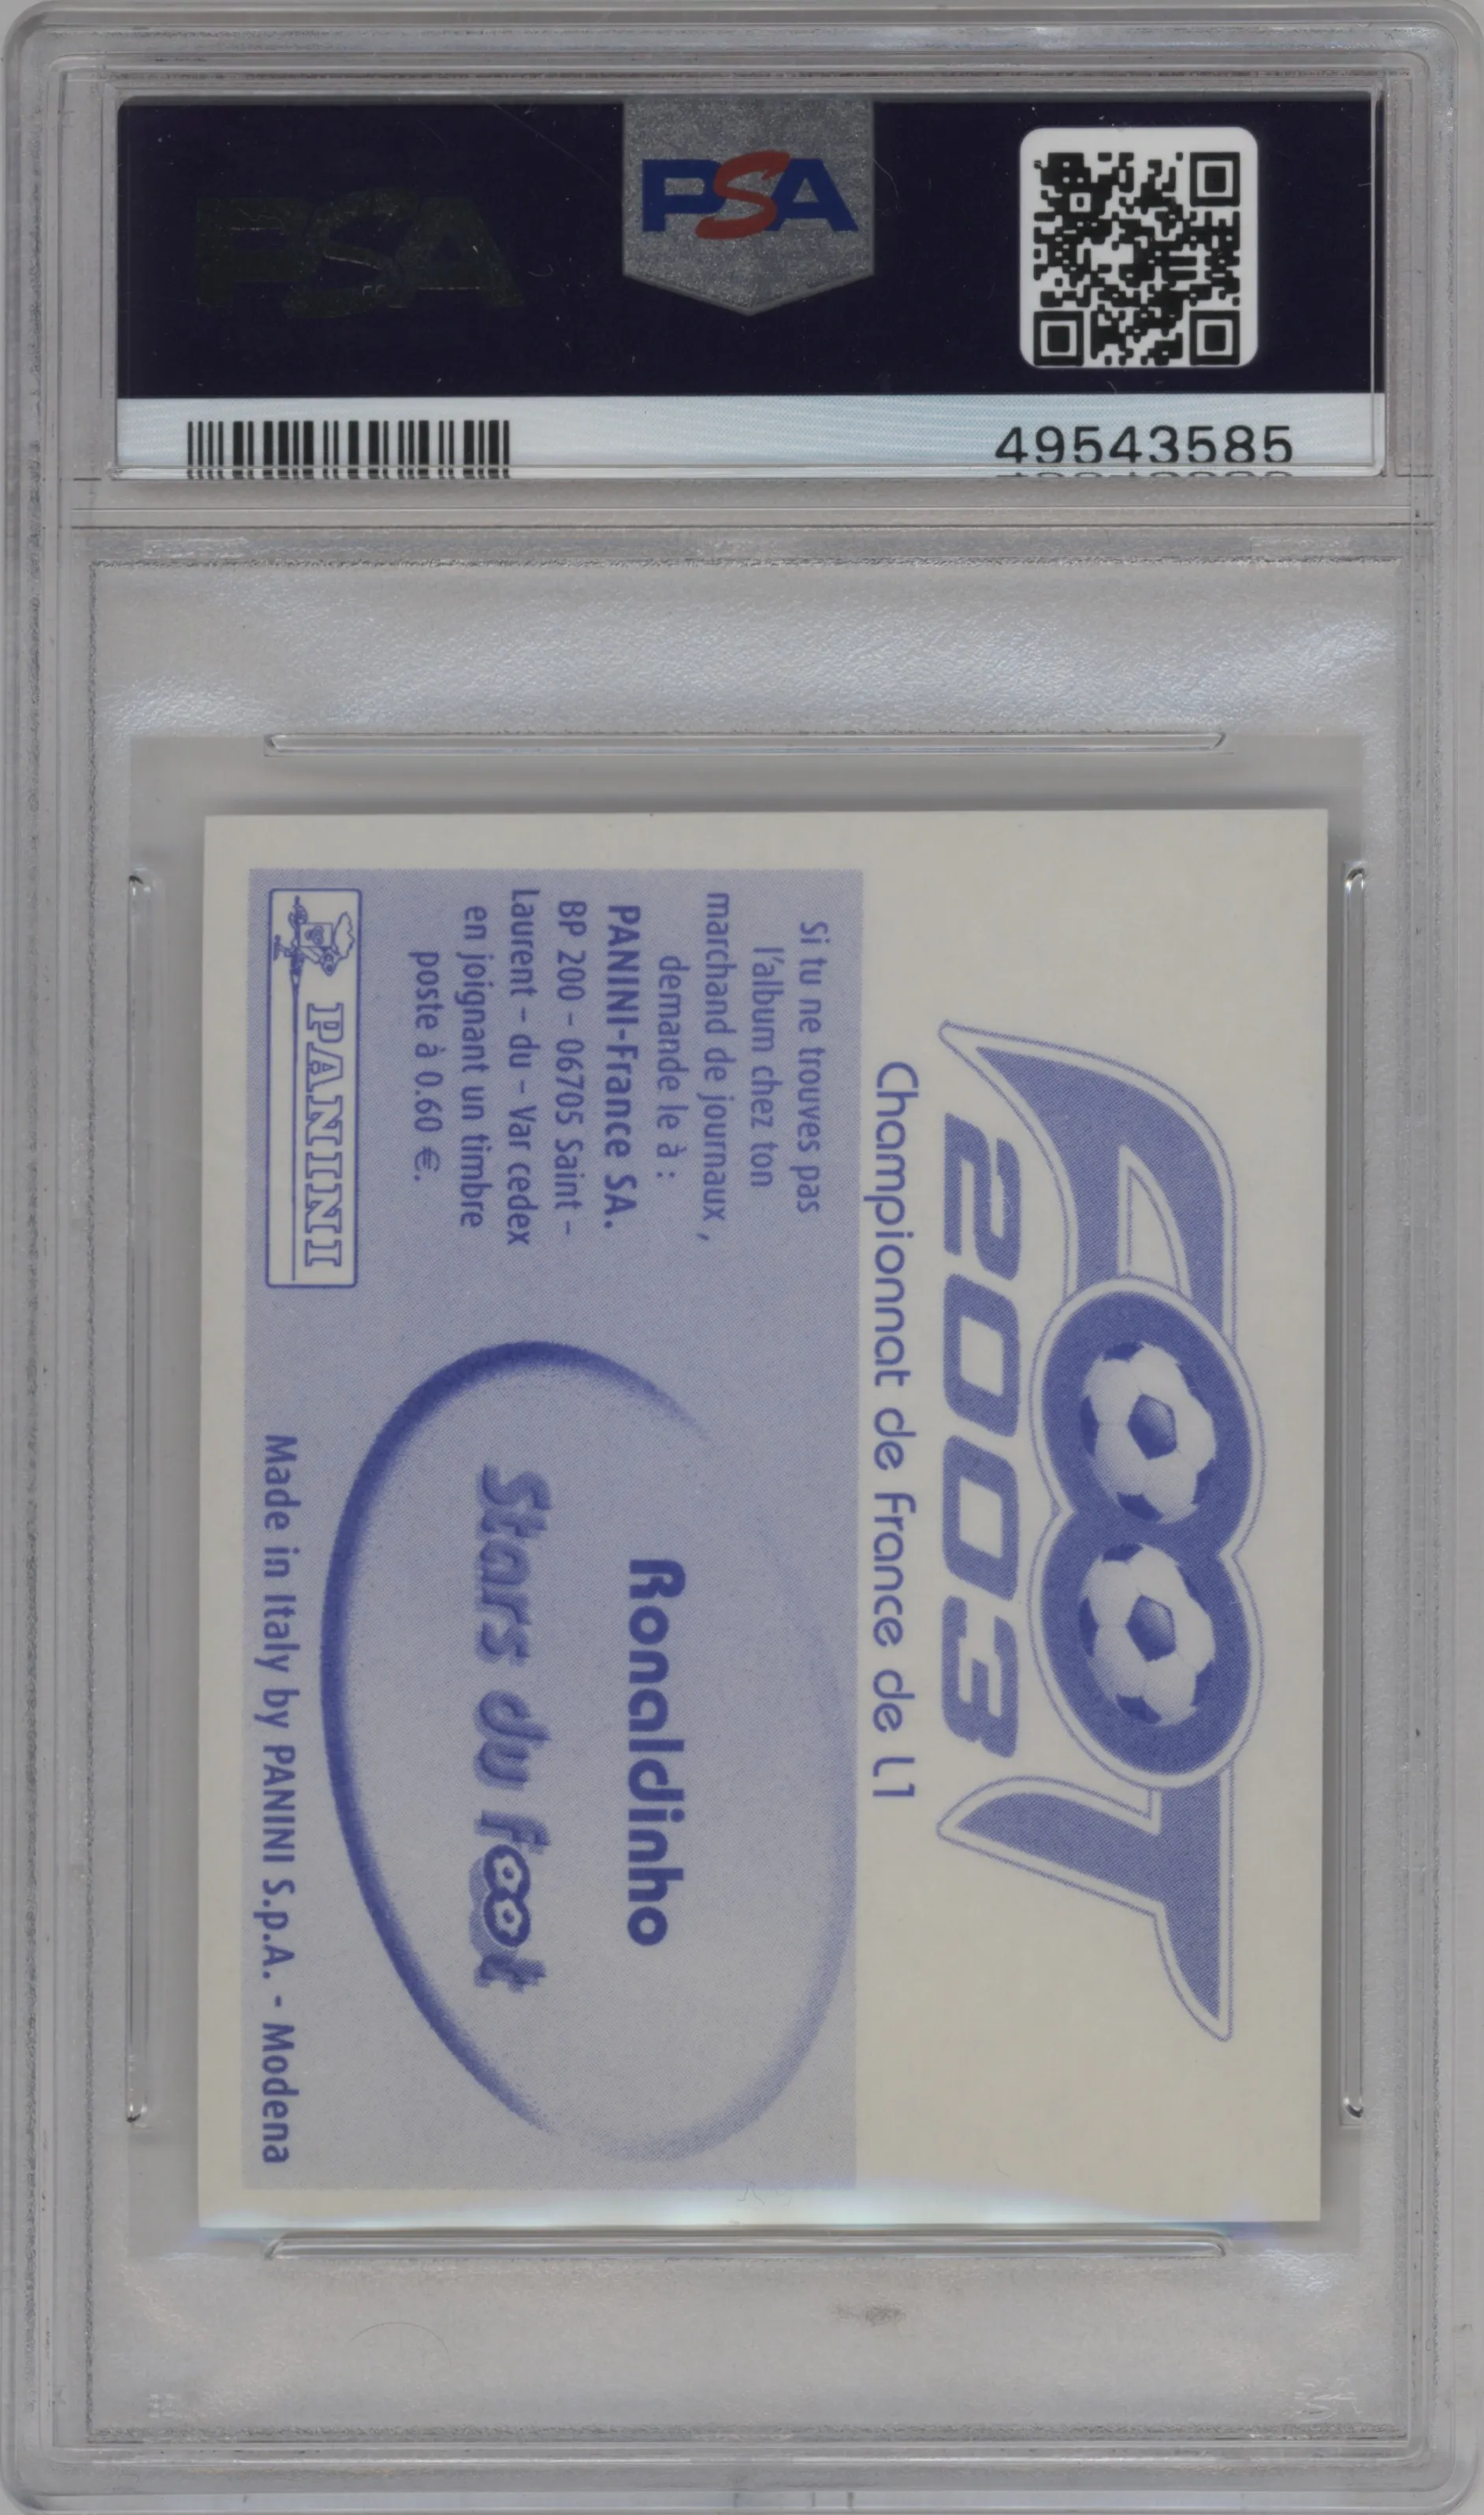 PSA
PSA
49543585
FOOT
2003
Championnat de France de L1
Si tu ne trouves pas
l'album chez ton
marchand de journaux,
demande le à :
PANINI-France SA.
BP 200 - 06705 Saint -
Laurent - du - Var cedex
en joignant un timbre
poste à 0.60 €.
PANINI
Ronaldinho
Stars du foot
Made in Italy by PANINI S.p.A. - Modena